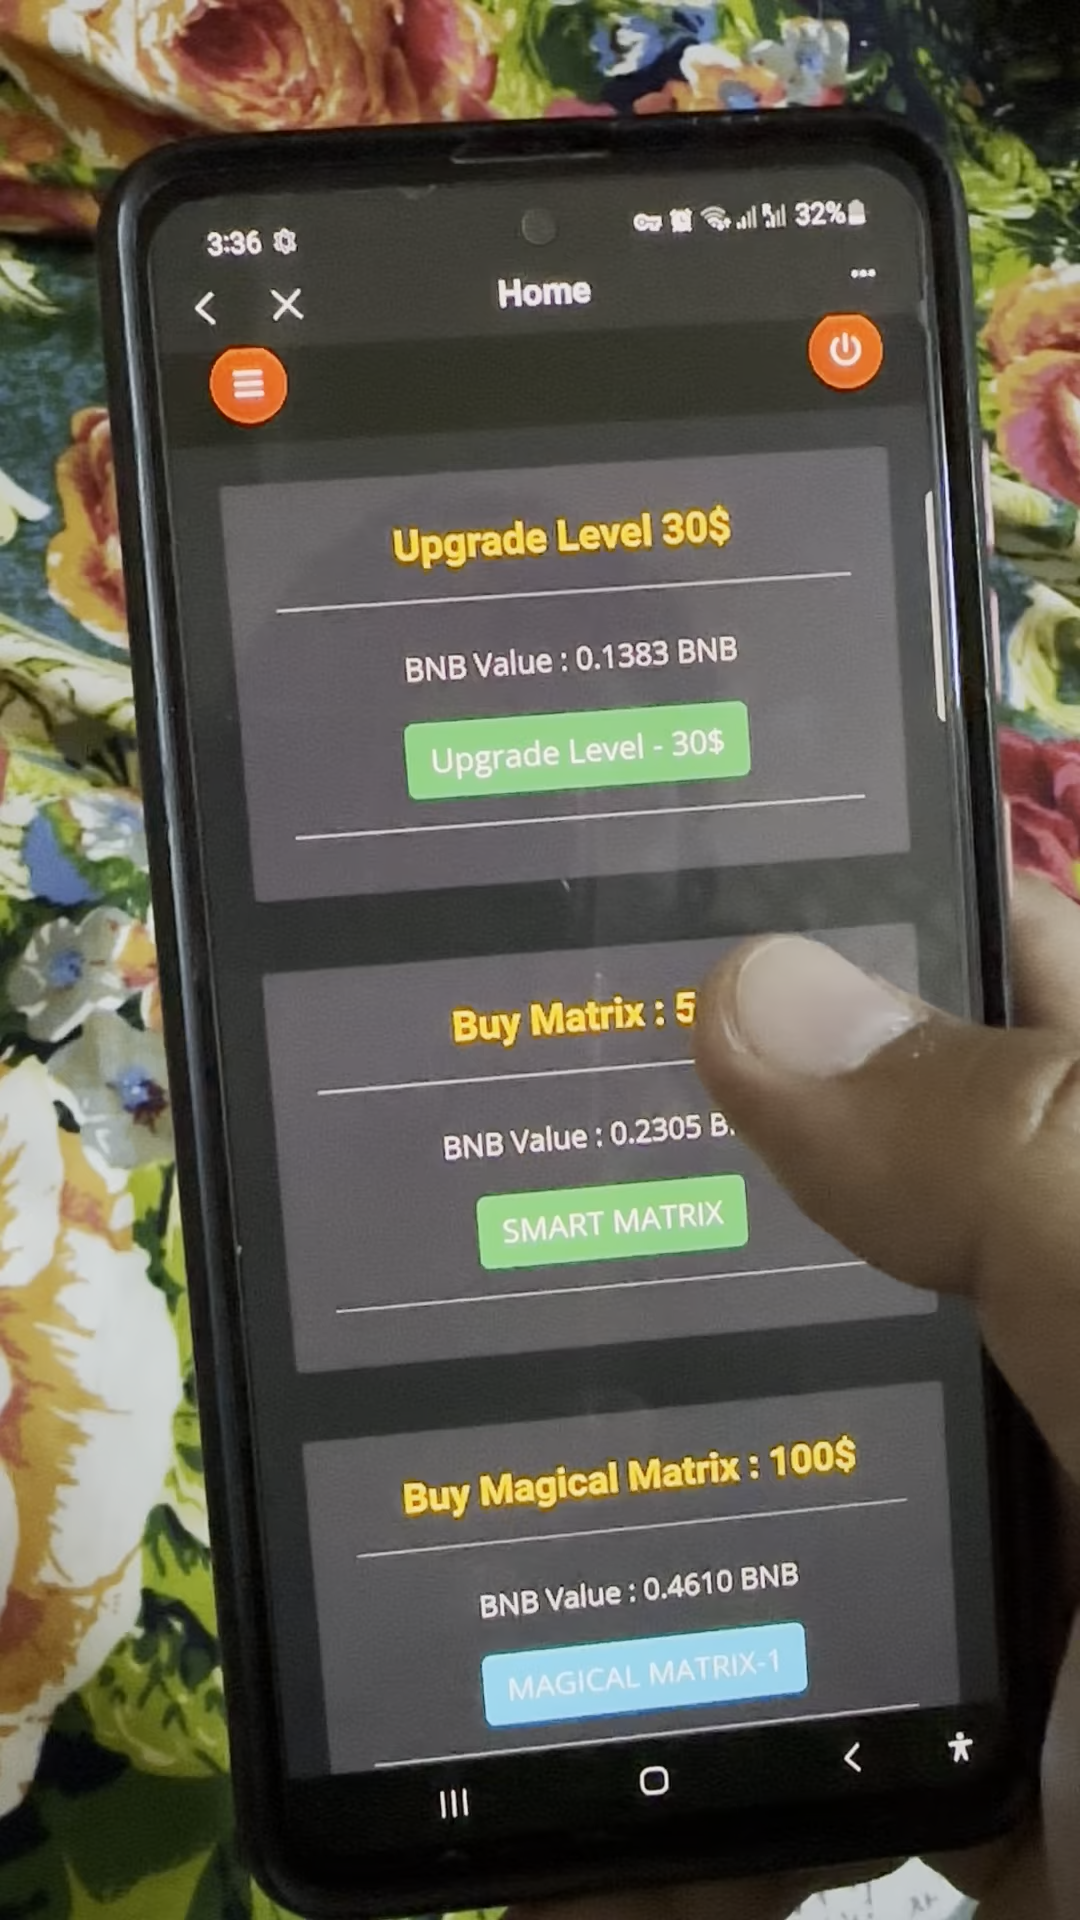 3:36
32%
Home
Upgrade Level 30$
BNB Value : 0.1383 BNB
Upgrade Level - 30$
Buy Matrix : 5
BNB Value : 0.2305 B
SMART MATRIX
Buy Magical Matrix : 100$
BNB Value : 0.4610 BNB
MAGICAL MATRIX-1